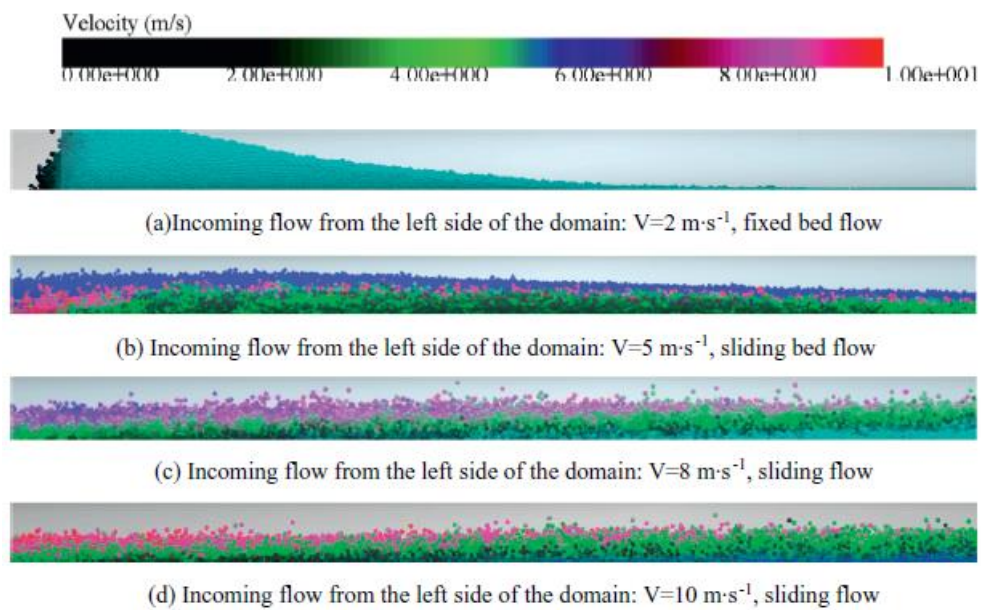 Velocity (m/s)
0.00e+000 2.00e+000 4.00e+000 6.00e+000 8.00e+000 1.00e+001
(a)Incoming flow from the left side of the domain: V=2 m·s⁻¹, fixed bed flow
(b) Incoming flow from the left side of the domain: V=5 m·s⁻¹, sliding bed flow
(c) Incoming flow from the left side of the domain: V=8 m·s⁻¹, sliding flow
(d) Incoming flow from the left side of the domain: V=10 m·s⁻¹, sliding flow